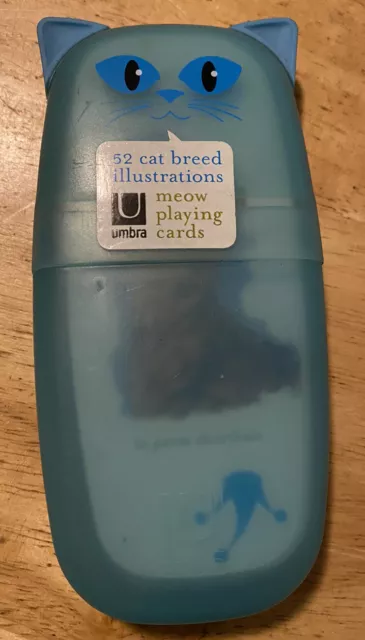 52 cat breed
illustrations
meow
playing
cards
umbra